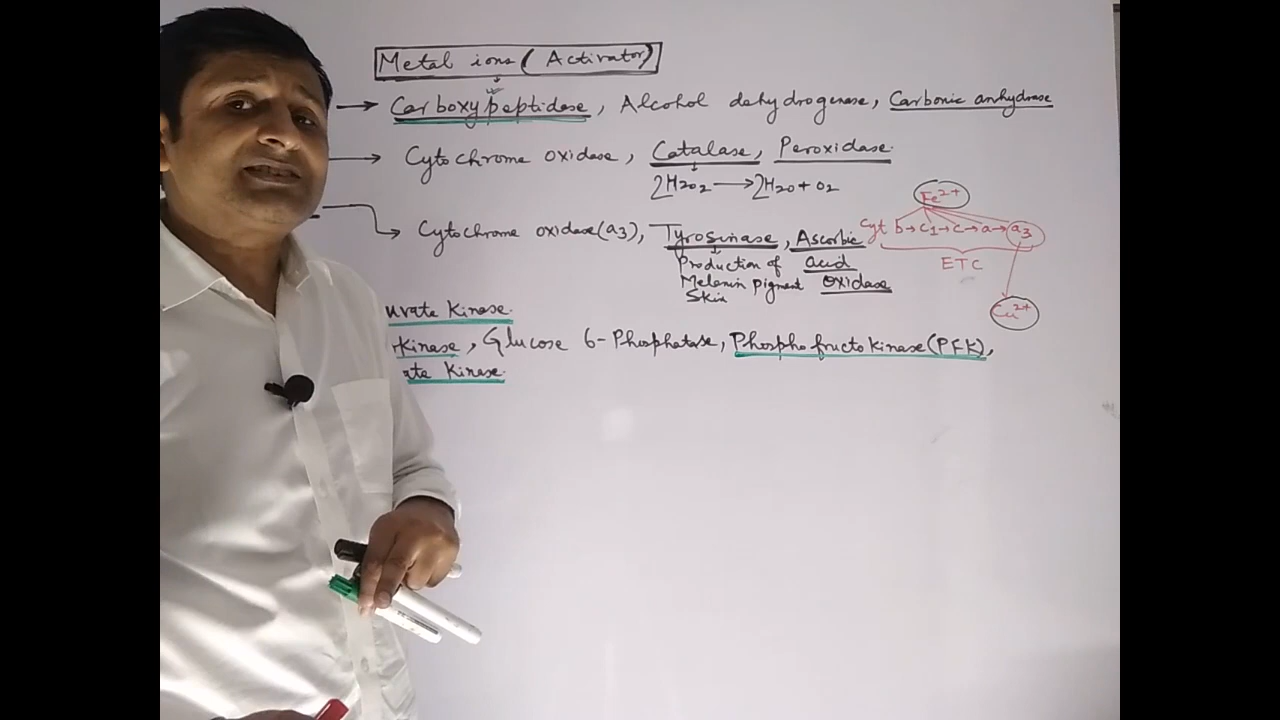 Metal ions (Activator)
→ Carboxypeptidase, Alcohol dehydrogenase, Carbonic anhydrase
→ Cytochrome oxidase, Catalase, Peroxidase.
2H2O2 → 2H2O + O2
Fe2+
→ Cytochrome oxidase (a3), Tyrosinase, Ascorbic
Cyt b → c1 → c → a → a3
Production of acid
ETC
Melanin pigment oxidase
Skin
Cu2+
uvate Kinase.
kinase, Glucose 6-Phosphatase, Phosphofructokinase (PFK),
ate Kinase.